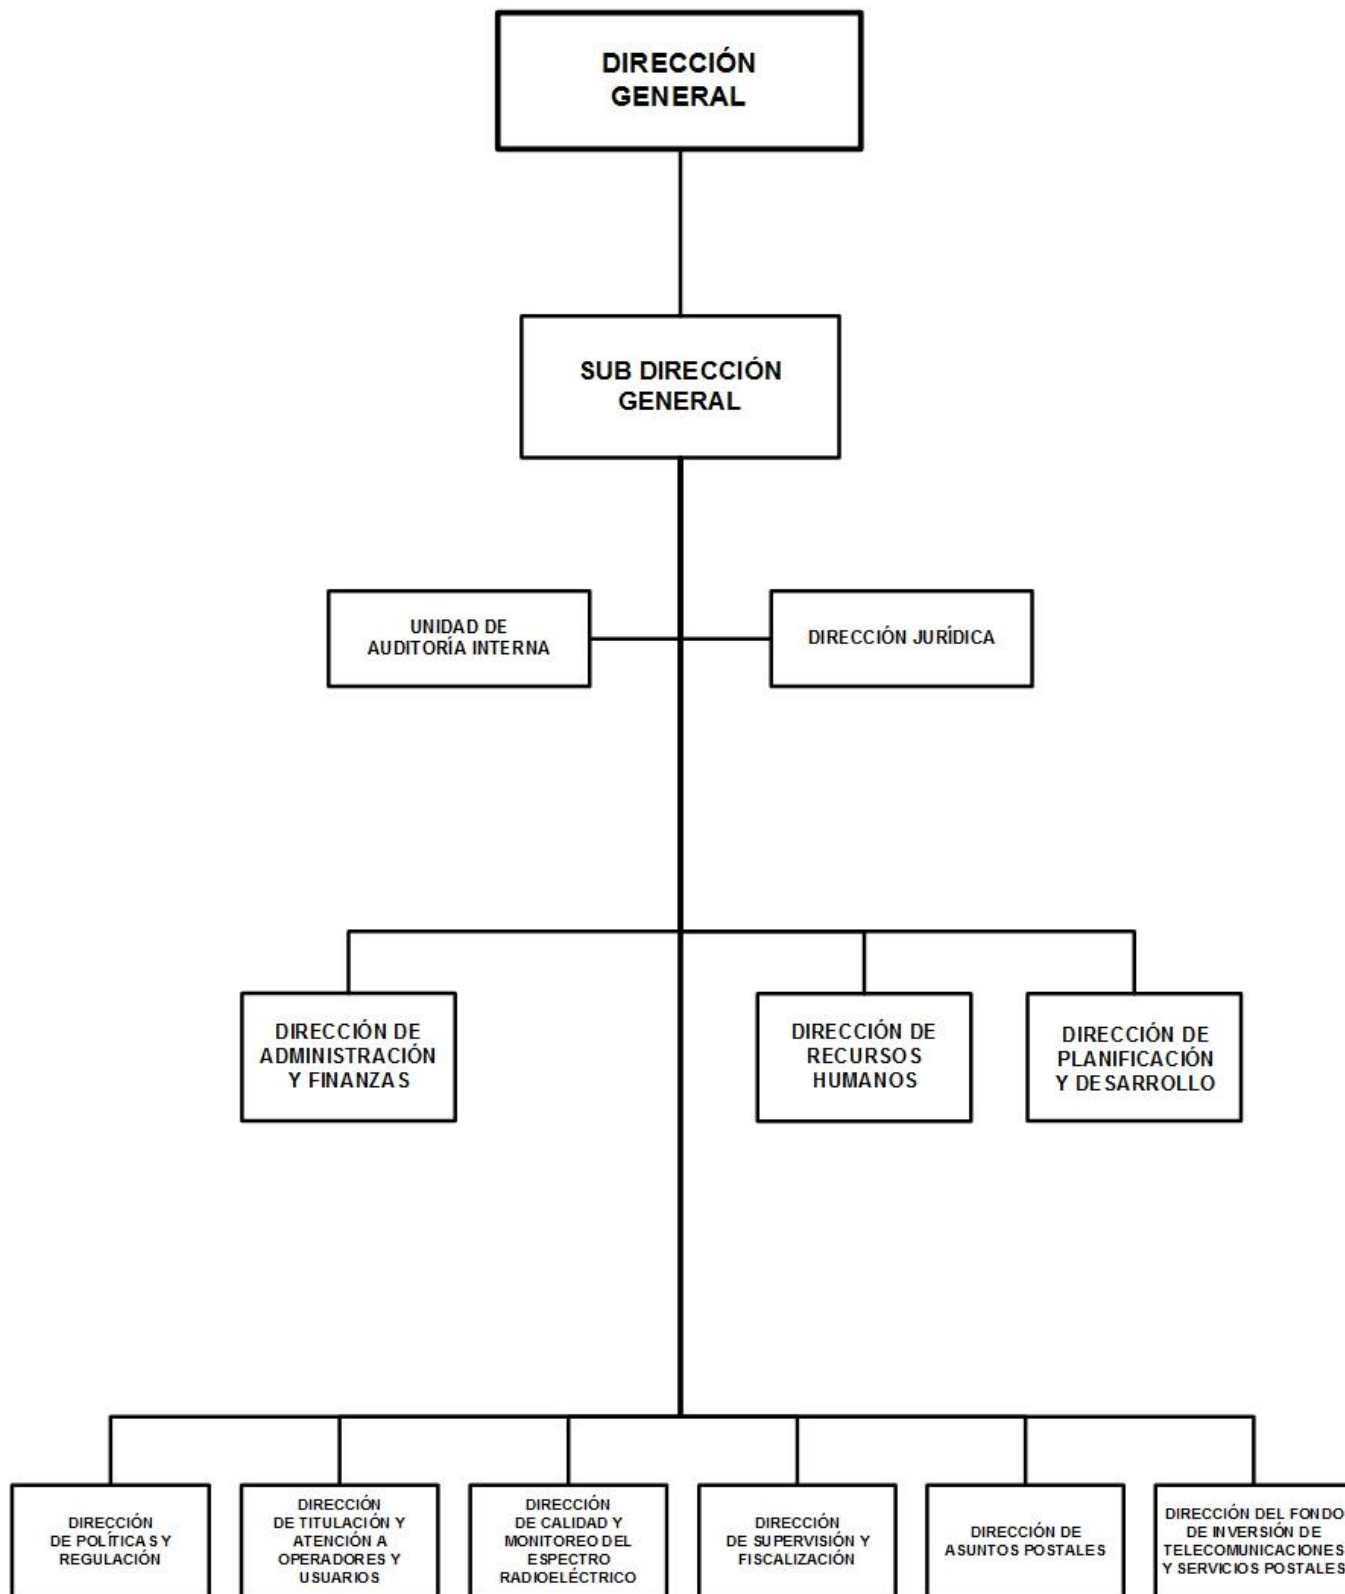 DIRECCIÓN
GENERAL
SUB DIRECCIÓN
GENERAL
UNIDAD DE
AUDITORÍA INTERNA
DIRECCIÓN JURÍDICA
DIRECCIÓN DE
ADMINISTRACIÓN
Y FINANZAS
DIRECCIÓN DE
RECURSOS
HUMANOS
DIRECCIÓN DE
PLANIFICACIÓN
Y DESARROLLO
DIRECCIÓN
DE POLÍTICAS Y
REGULACIÓN
DIRECCIÓN
DE TITULACIÓN Y
ATENCIÓN A
OPERADORES Y
USUARIOS
DIRECCIÓN
DE CALIDAD Y
MONITOREO DEL
ESPECTRO
RADIOELÉCTRICO
DIRECCIÓN
DE SUPERVISIÓN Y
FISCALIZACIÓN
DIRECCIÓN DE
ASUNTOS POSTALES
DIRECCIÓN DEL FONDO
DE INVERSIÓN DE
TELECOMUNICACIONES
Y SERVICIOS POSTALES